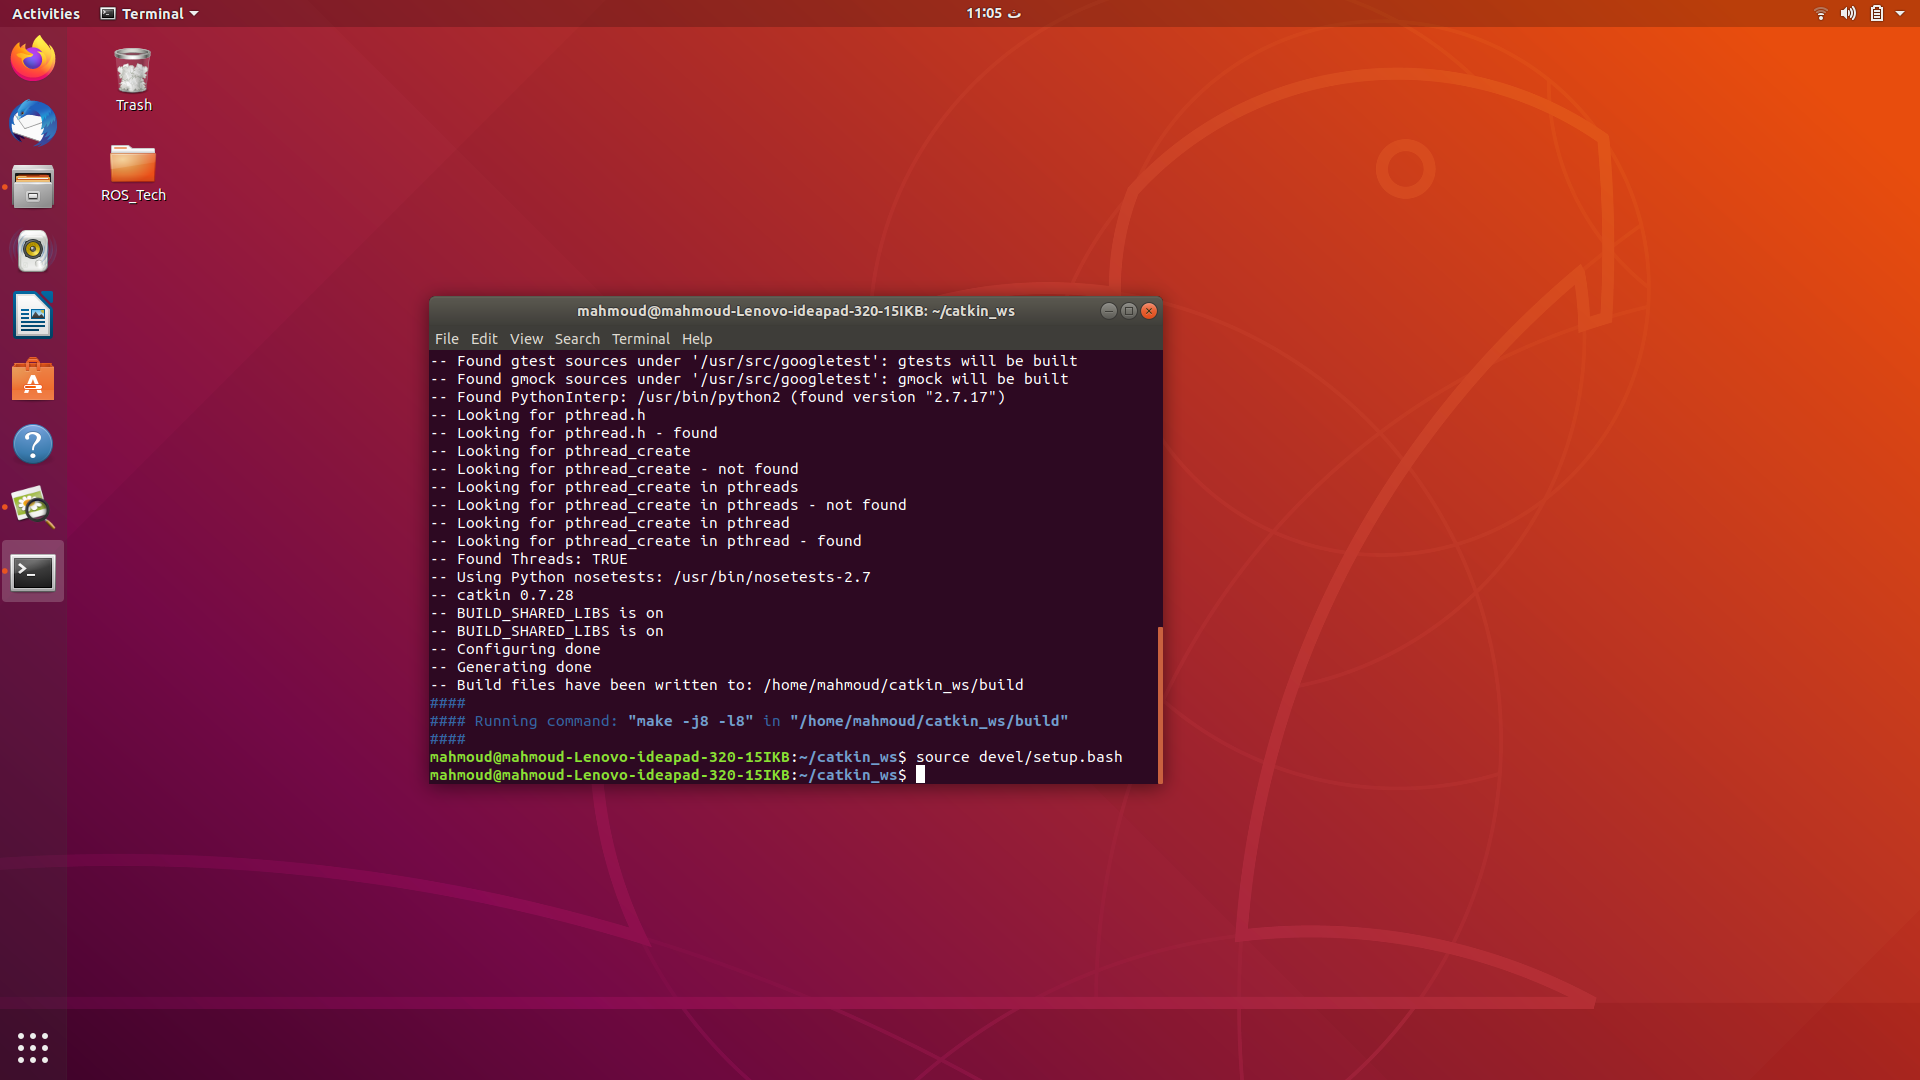 Activities
Terminal
11:05 ث
Trash
ROS_Tech
mahmoud@mahmoud-Lenovo-ideapad-320-15IKB: ~/catkin_ws
File Edit View Search Terminal Help
-- Found gtest sources under '/usr/src/googletest': gtests will be built
-- Found gmock sources under '/usr/src/googletest': gmock will be built
-- Found PythonInterp: /usr/bin/python2 (found version "2.7.17")
-- Looking for pthread.h
-- Looking for pthread.h - found
-- Looking for pthread_create
-- Looking for pthread_create - not found
-- Looking for pthread_create in pthreads
-- Looking for pthread_create in pthreads - not found
-- Looking for pthread_create in pthread
-- Looking for pthread_create in pthread - found
-- Found Threads: TRUE
-- Using Python nosetests: /usr/bin/nosetests-2.7
-- catkin 0.7.28
-- BUILD_SHARED_LIBS is on
-- BUILD_SHARED_LIBS is on
-- Configuring done
-- Generating done
-- Build files have been written to: /home/mahmoud/catkin_ws/build
####
#### Running command: "make -j8 -l8" in "/home/mahmoud/catkin_ws/build"
####
mahmoud@mahmoud-Lenovo-ideapad-320-15IKB:~/catkin_ws$ source devel/setup.bash
mahmoud@mahmoud-Lenovo-ideapad-320-15IKB:~/catkin_ws$